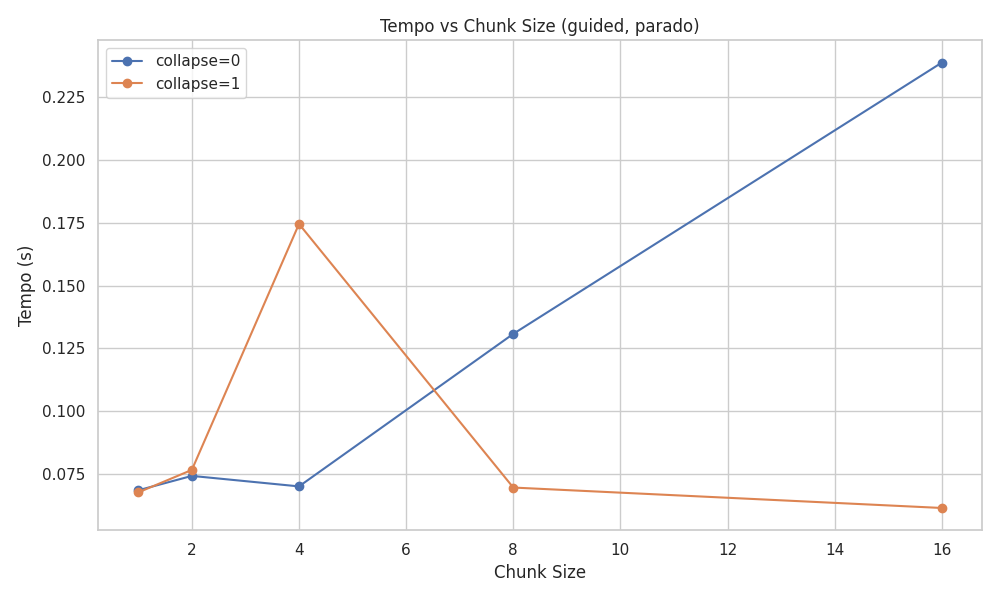 Tempo vs Chunk Size (guided, parado)
collapse=0
collapse=1
Tempo (s)
0.225
0.200
0.175
0.150
0.125
0.100
0.075
2 4 6 8 10 12 14 16
Chunk Size